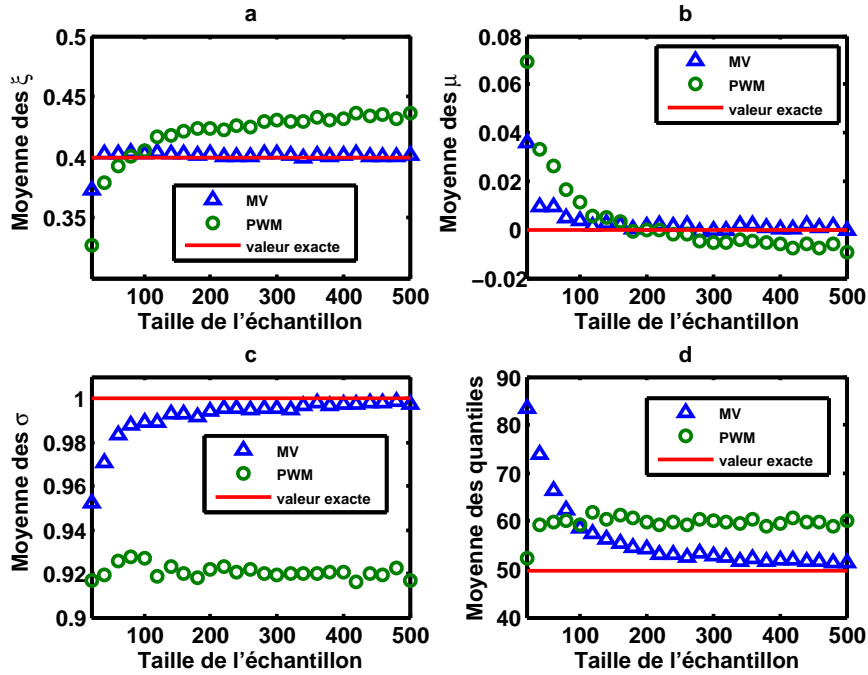 a
0.5
0.45
0.4
0.35
100 200 300 400 500
Moyenne des ξ
Taille de l'échantillon
MV
PWM
valeur exacte
b
0.08
0.06
0.04
0.02
0
−0.02
100 200 300 400 500
Moyenne des μ
Taille de l'échantillon
MV
PWM
valeur exacte
c
1
0.98
0.96
0.94
0.92
0.9
100 200 300 400 500
Moyenne des σ
Taille de l'échantillon
MV
PWM
valeur exacte
d
90
80
70
60
50
40
100 200 300 400 500
Moyenne des quantiles
Taille de l'échantillon
MV
PWM
valeur exacte